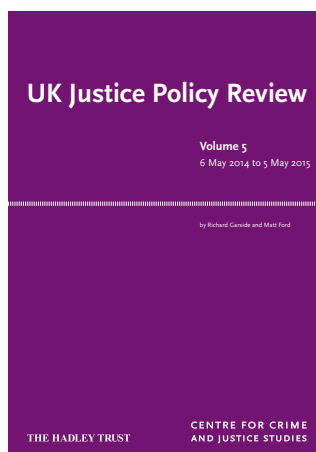 UK Justice Policy Review
Volume 5
6 May 2014 to 5 May 2015
by Richard Garside and Matt Ford
THE HADLEY TRUST
CENTRE FOR CRIME
AND JUSTICE STUDIES